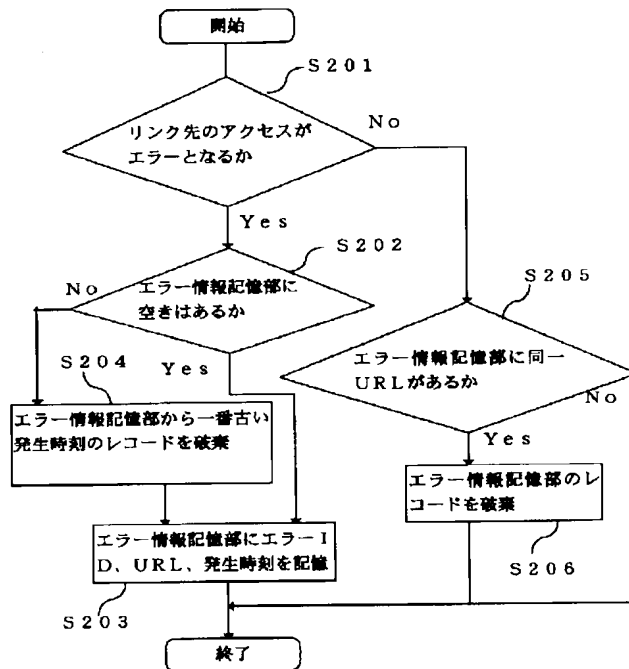 開始
S201
リンク先のアクセスが
エラーとなるか
No
Yes
S202
No
エラー情報記憶部に
空きはあるか
S205
S204
Yes
エラー情報記憶部に同一
URLがあるか
No
エラー情報記憶部から一番古い
発生時刻のレコードを破棄
Yes
エラー情報記憶部のレ
コードを破棄
エラー情報記憶部にエラーI
D、URL、発生時刻を記憶
S206
S203
終了